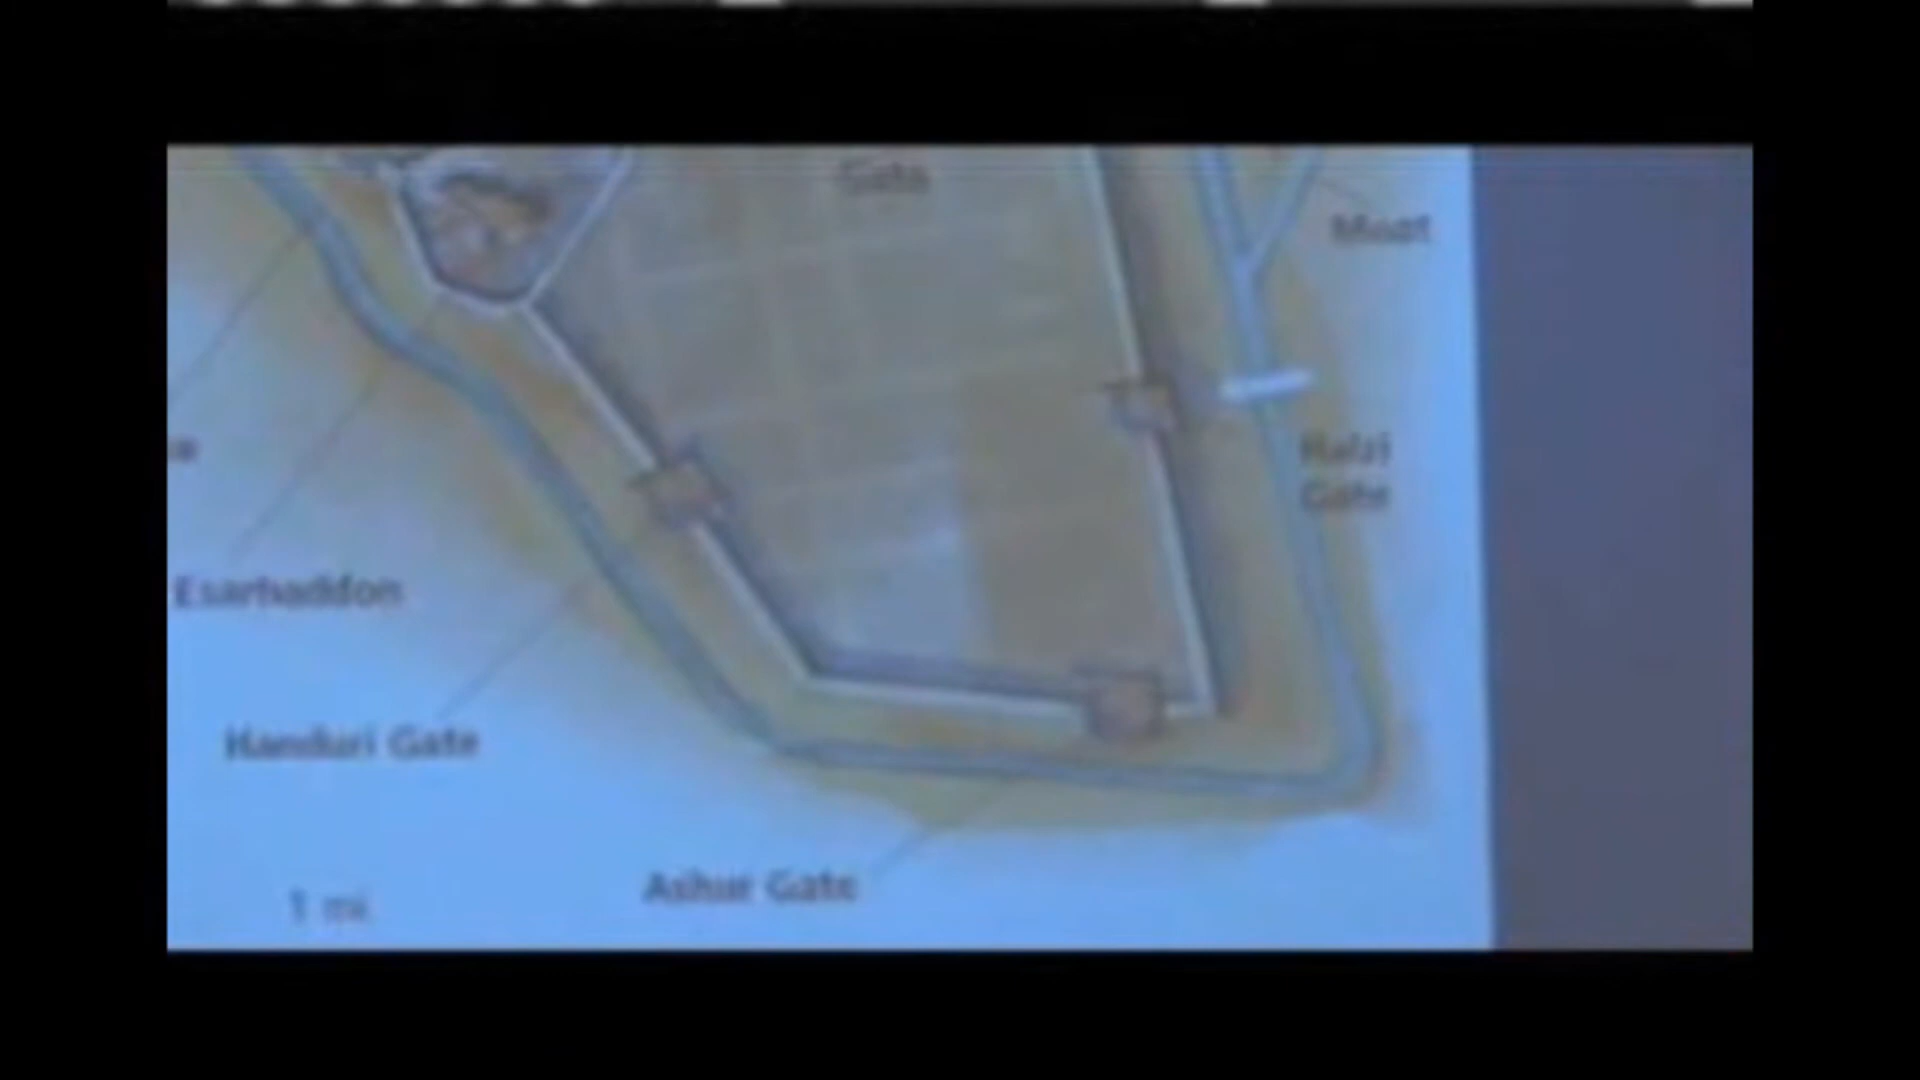 Gate
Moat
Halzi
Gate
Esarhaddon
Handuri Gate
Ashur Gate
1 mi